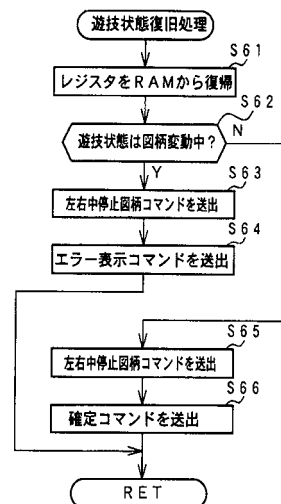 遊技状態復旧処理
S61
レジスタをRAMから復帰
S62
遊技状態は図柄変動中?
N
Y
S63
左右中停止図柄コマンドを送出
S64
エラー表示コマンドを送出
S65
左右中停止図柄コマンドを送出
S66
確定コマンドを送出
RET